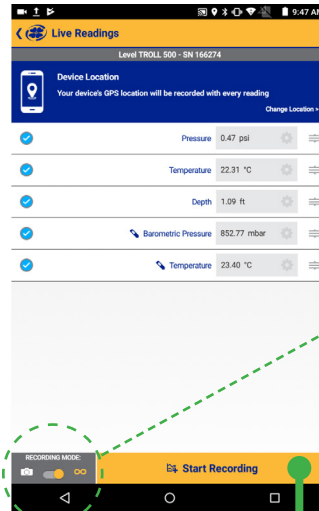 9:47 AM
Live Readings
Level TROLL 500 - SN 166274
Device Location
Your device's GPS location will be recorded with every reading
Change Location >
Pressure 0.47 psi
Temperature 22.31 °C
Depth 1.09 ft
Barometric Pressure 852.77 mbar
Temperature 23.40 °C
RECORDING MODE:
Start Recording